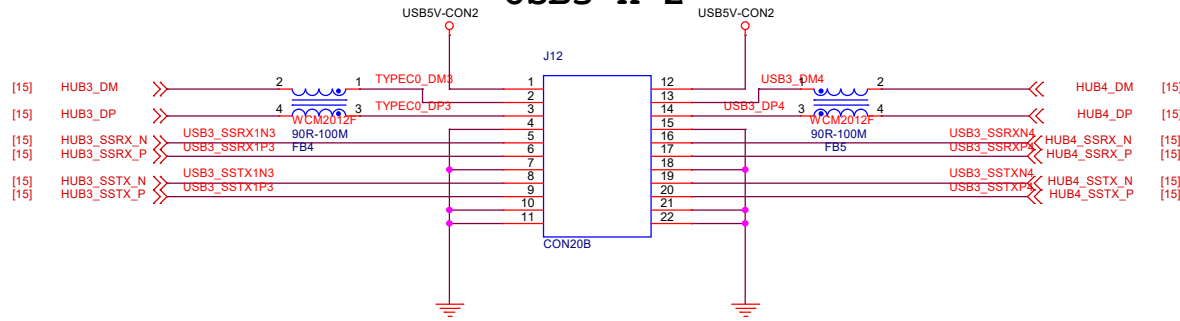 USB5V-CON2
USB5V-CON2
J12
[15] HUB3_DM 2 1 TYPEC0_DM3 1 12 USB3_DM4 1 2 HUB4_DM [15]
2 13
[15] HUB3_DP 4 3 TYPEC0_DP3 3 14 USB3_DP4 3 4 HUB4_DP [15]
WCM2012F 4 15 WCM2012F
90R-100M 90R-100M
[15] HUB3_SSRX_N USB3_SSRX1N3 5 16 USB3_SSRXN4 HUB4_SSRX_N [15]
FB4 FB5
[15] HUB3_SSRX_P USB3_SSRX1P3 6 17 USB3_SSRXP4 HUB4_SSRX_P [15]
7 18
[15] HUB3_SSTX_N USB3_SSTX1N3 8 19 USB3_SSTXN4 HUB4_SSTX_N [15]
[15] HUB3_SSTX_P USB3_SSTX1P3 9 20 USB3_SSTXP4 HUB4_SSTX_P [15]
10 21
11 22
CON20B